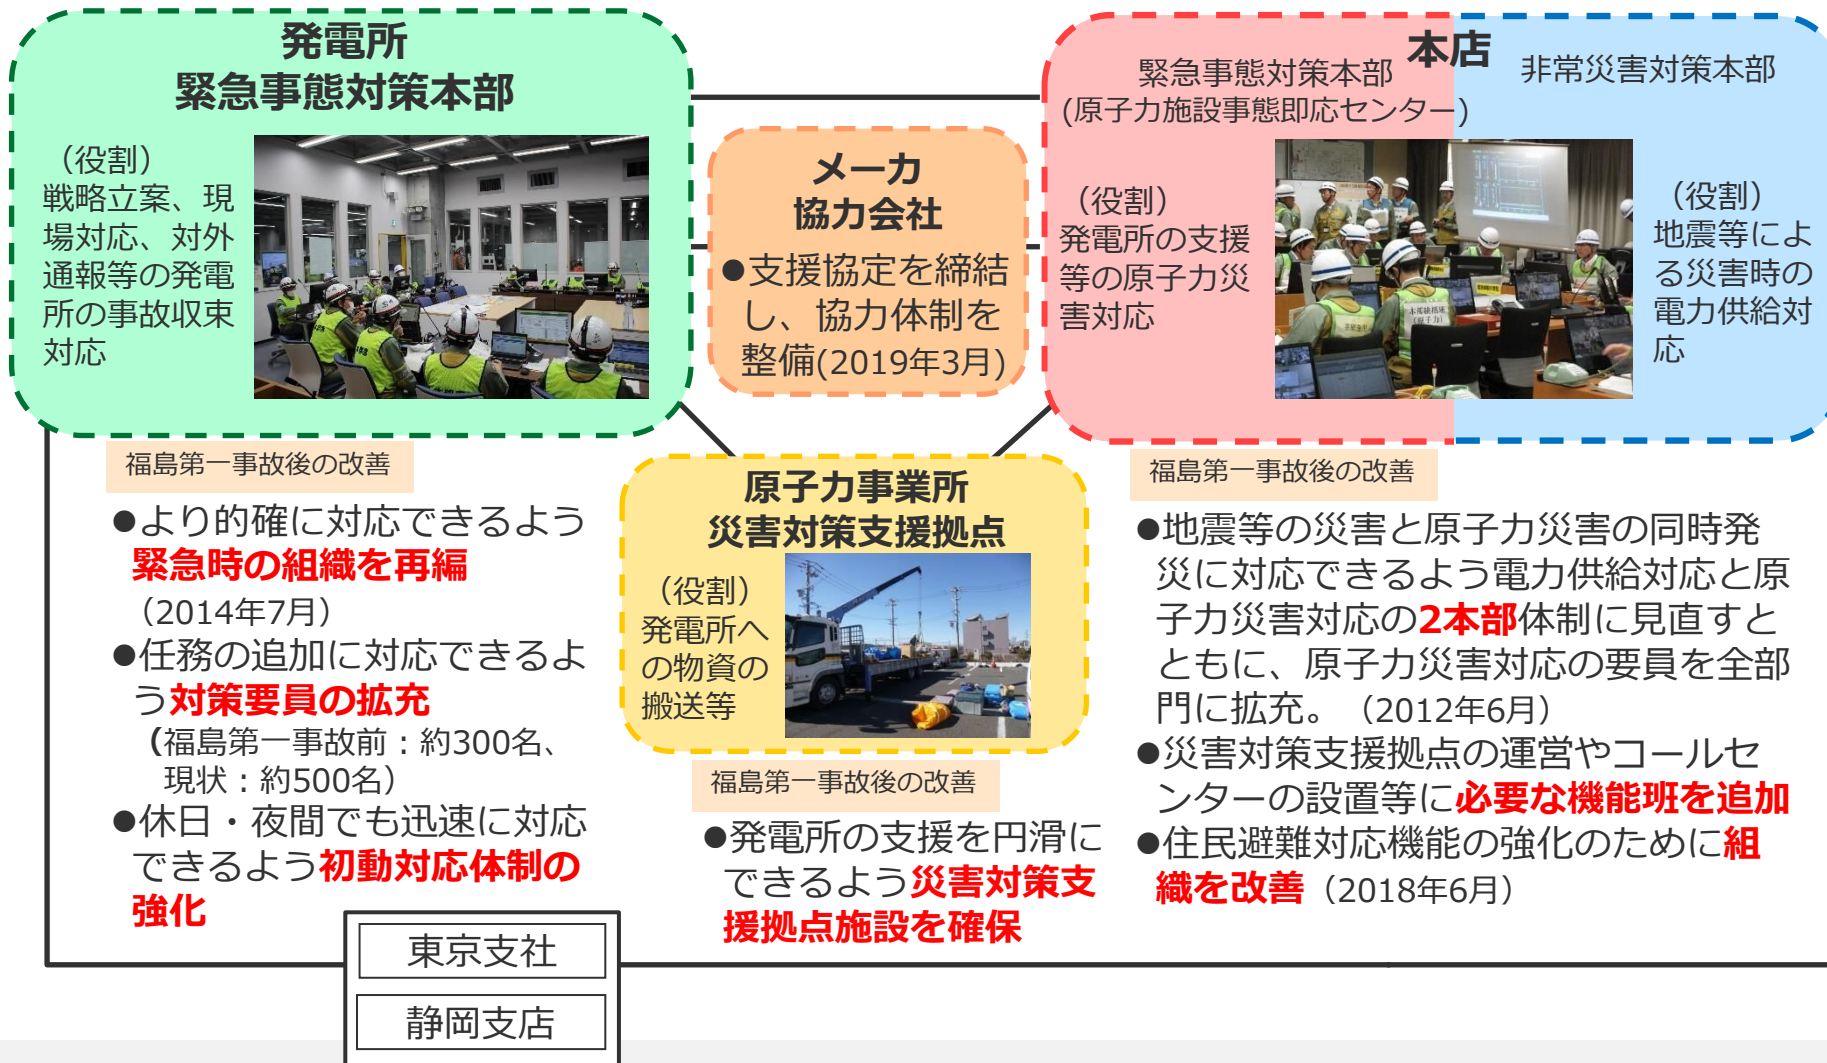 発電所
緊急事態対策本部
（役割）
戦略立案、現
場対応、対外
通報等の発電
所の事故収束
対応
メーカ
協力会社
●支援協定を締結
し、協力体制を
整備(2019年3月)
本店
緊急事態対策本部
(原子力施設事態即応センター)
非常災害対策本部
（役割）
発電所の支援
等の原子力災
害対応
（役割）
地震等によ
る災害時の
電力供給対
応
福島第一事故後の改善
●より的確に対応できるよう
緊急時の組織を再編
（2014年7月）
●任務の追加に対応できるよ
う対策要員の拡充
（福島第一事故前：約300名、
現状：約500名）
●休日・夜間でも迅速に対応
できるよう初動対応体制の
強化
原子力事業所
災害対策支援拠点
（役割）
発電所へ
の物資の
搬送等
福島第一事故後の改善
●発電所の支援を円滑に
できるよう災害対策支
援拠点施設を確保
福島第一事故後の改善
●地震等の災害と原子力災害の同時発
災に対応できるよう電力供給対応と原
子力災害対応の2本部体制に見直すと
ともに、原子力災害対応の要員を全部
門に拡充。（2012年6月）
●災害対策支援拠点の運営やコールセ
ンターの設置等に必要な機能班を追加
●住民避難対応機能の強化のために組
織を改善（2018年6月）
東京支社
静岡支店